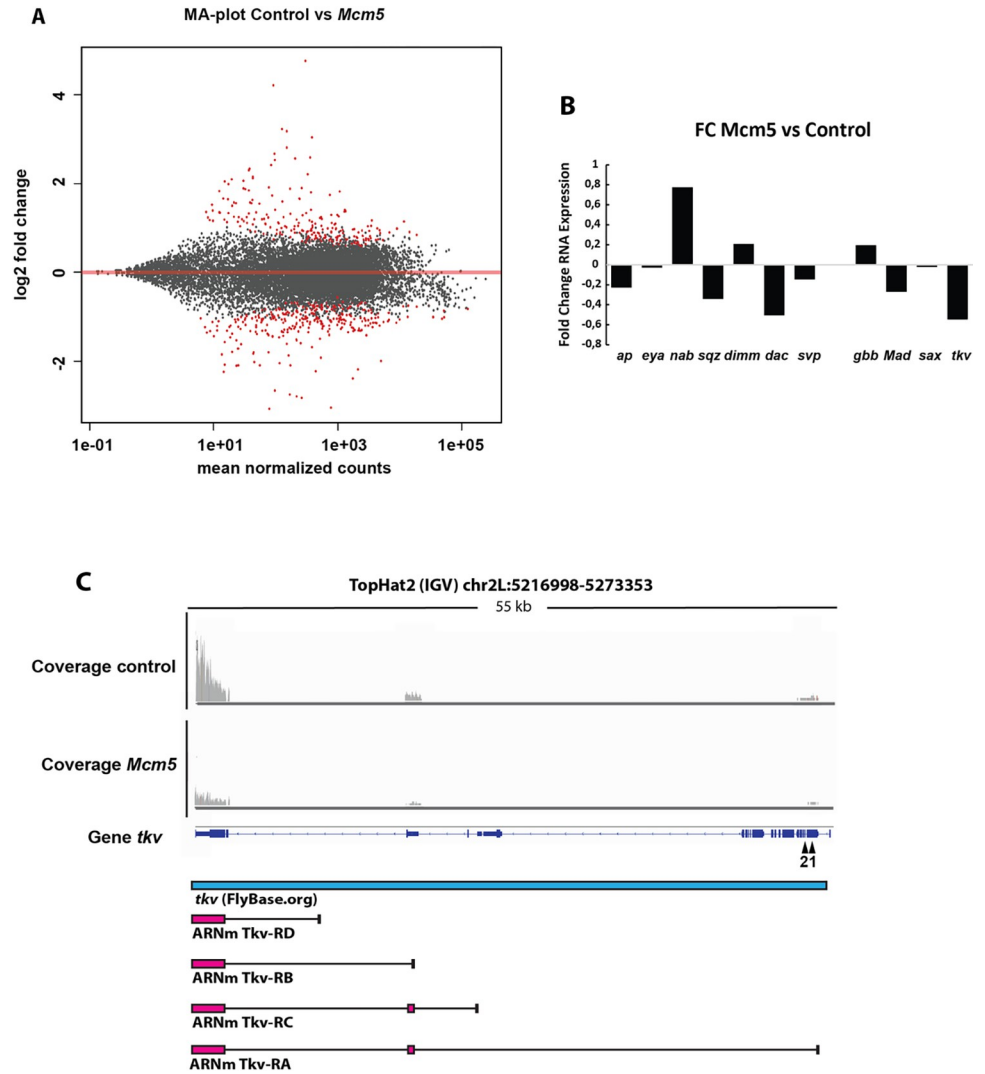 A
MA-plot Control vs Mcm5
log2 fold change
4
2
0
-2
1e-01 1e+01 1e+03 1e+05
mean normalized counts
B
FC Mcm5 vs Control
Fold Change RNA Expression
1
0,8
0,6
0,4
0,2
0
-0,2
-0,4
-0,6
-0,8
ap eye nab sqz dimm dac svp gbb Mad sax tkv
C
TopHat2 (IGV) chr2L:5216998-5273353
55 kb
Coverage control
Coverage Mcm5
Gene tkv
21
tkv (FlyBase.org)
ARNm Tkv-RD
ARNm Tkv-RB
ARNm Tkv-RC
ARNm Tkv-RA